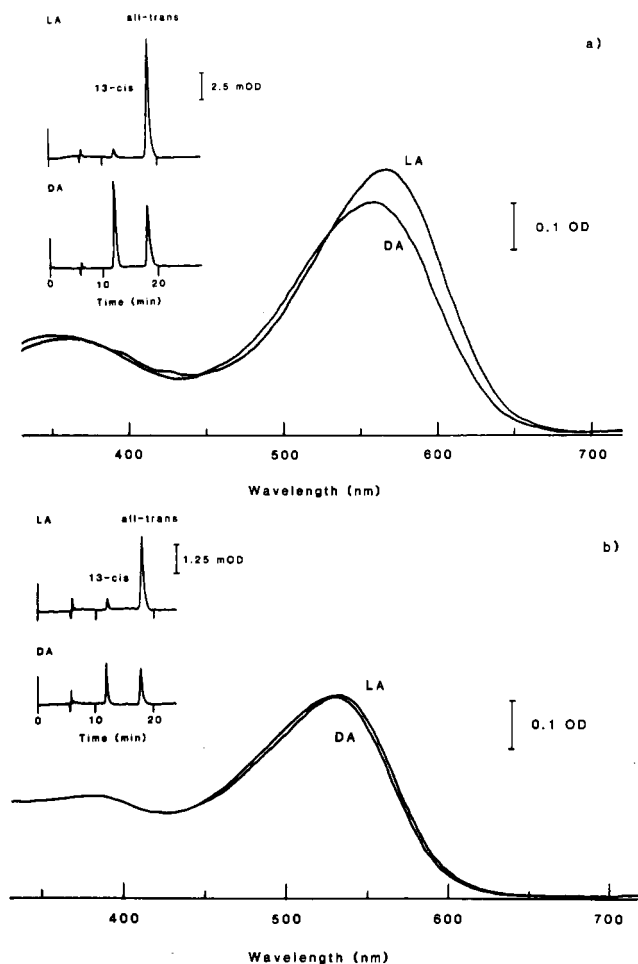 LA
all-trans
a)
13-cis
2.5 mOD
LA
DA
0.1 OD
DA
0 10 20
Time (min)
400 500 600 700
Wavelength (nm)
LA
all-trans
b)
13-cis
1.25 mOD
DA
LA
0.1 OD
DA
0 10 20
Time (min)
400 500 600 700
Wavelength (nm)